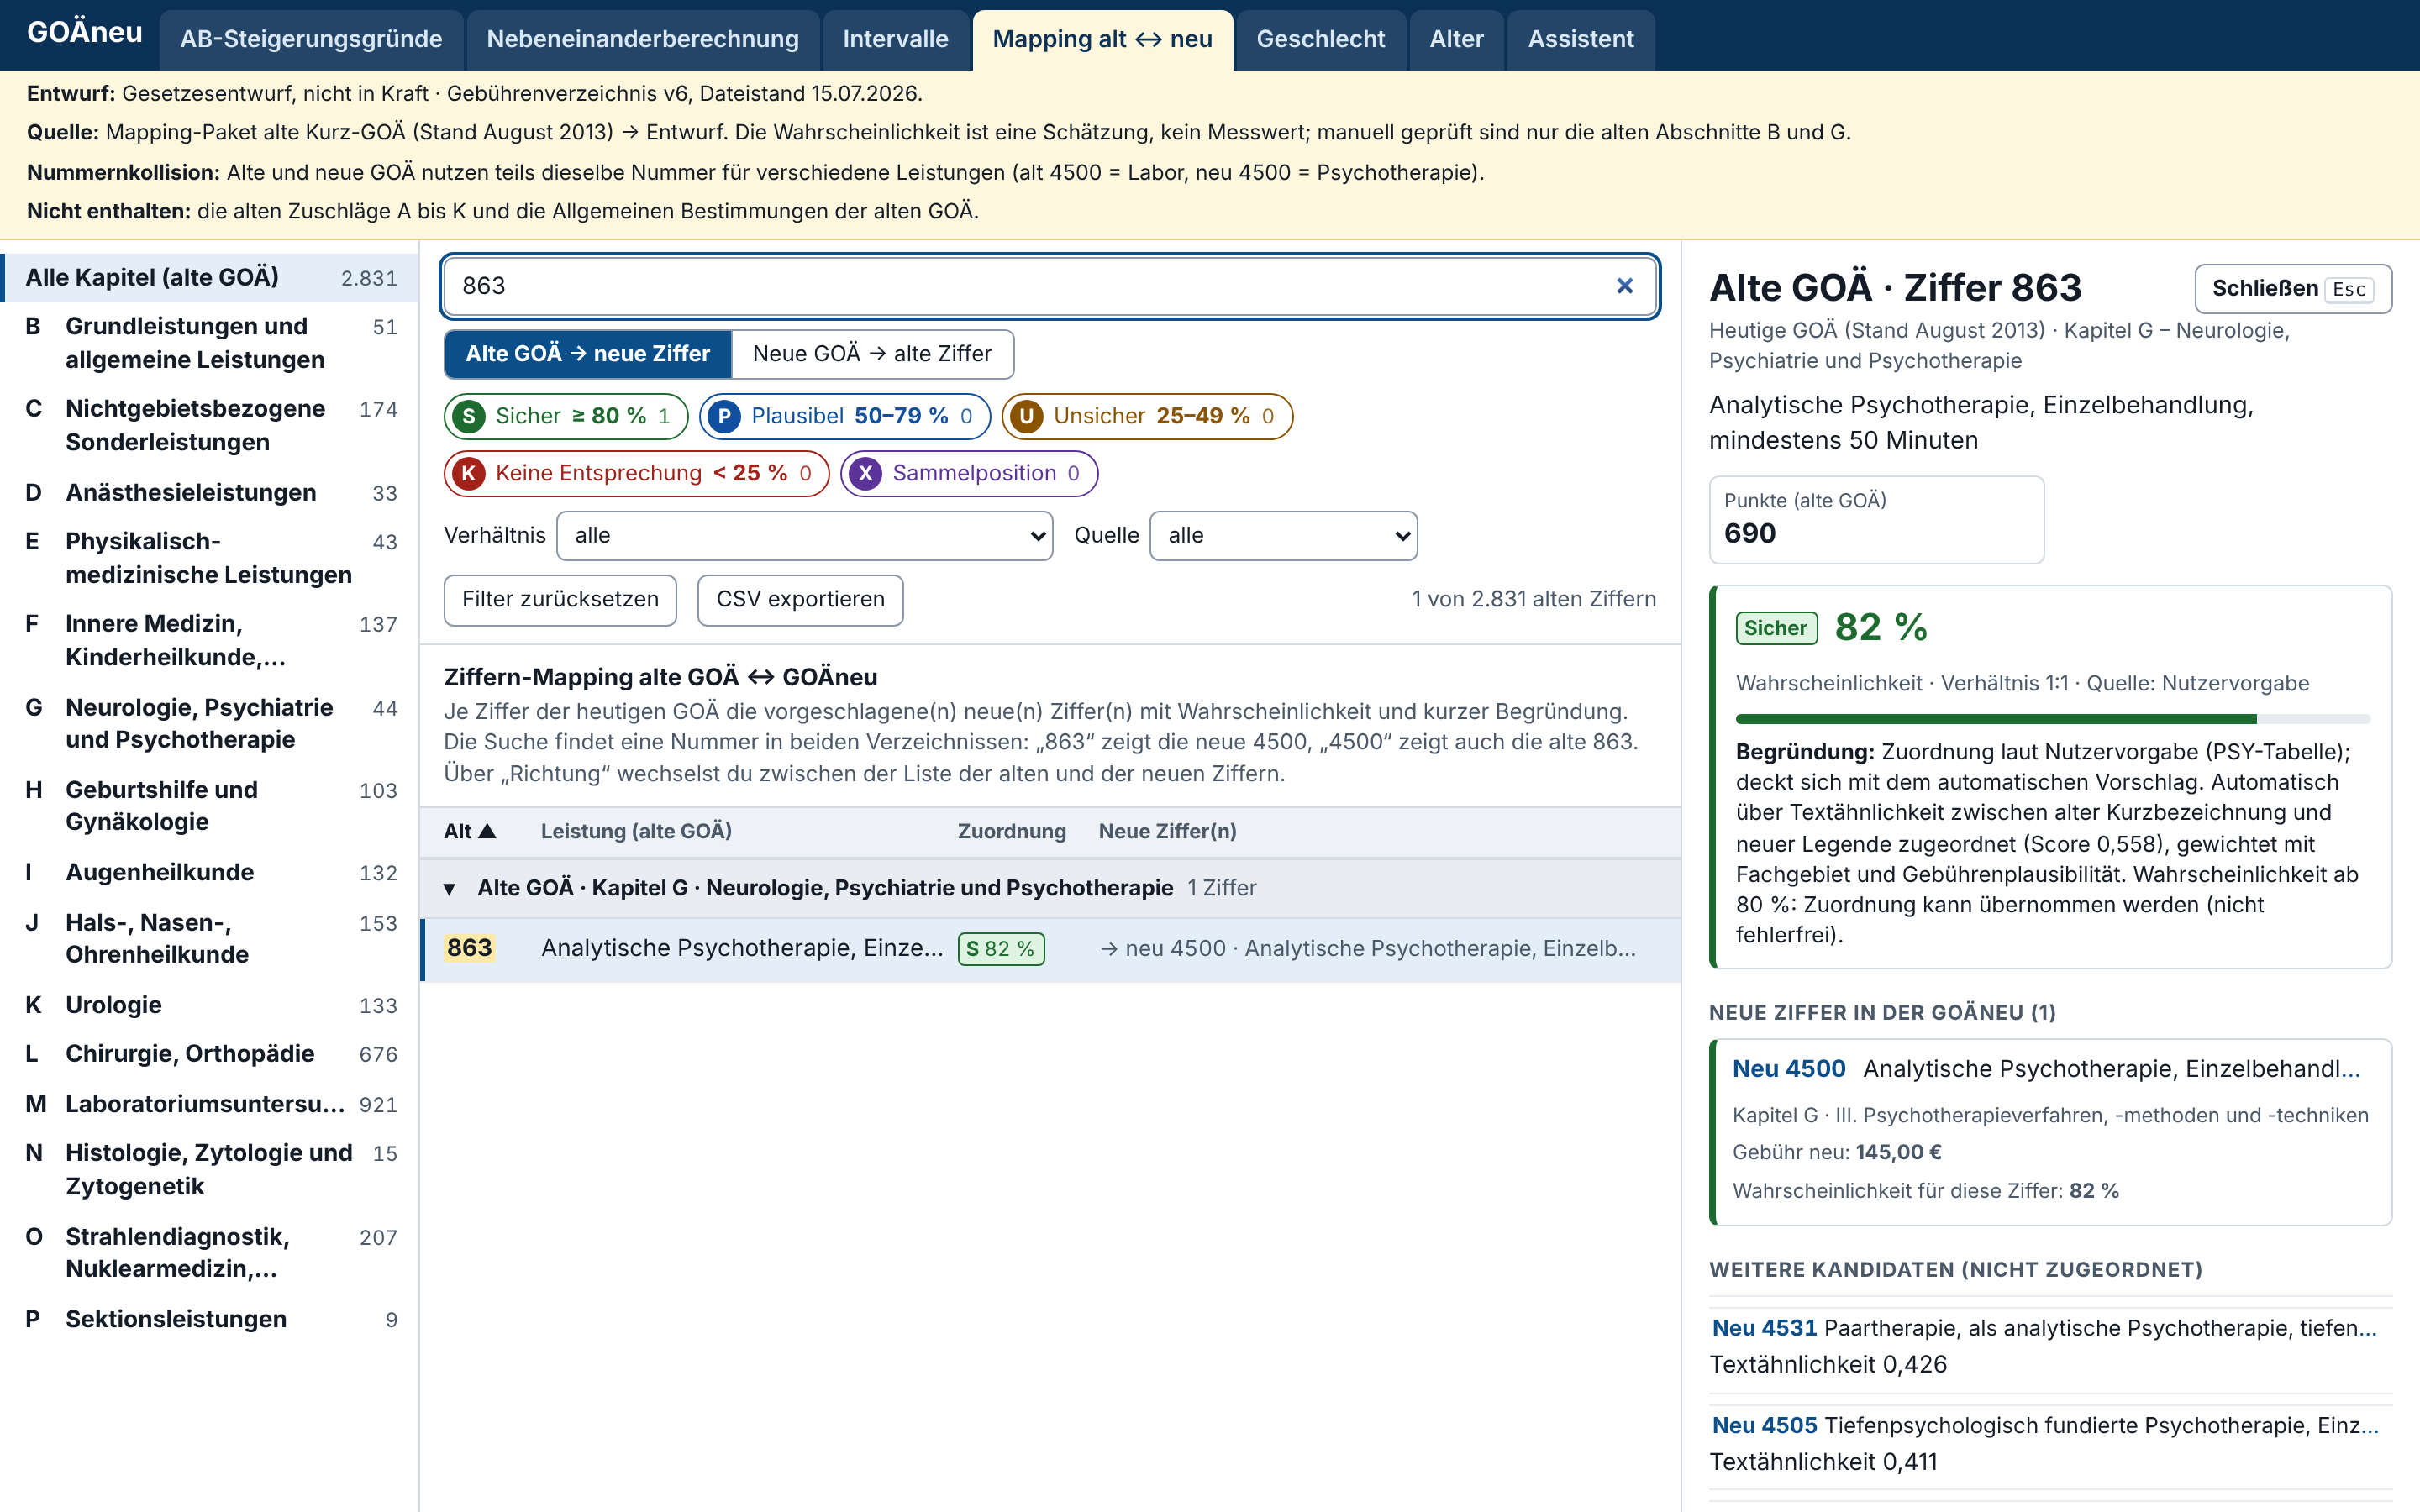 GOÄneu
AB-Steigerungsgründe
Nebeneinanderberechnung
Intervalle
Mapping alt ↔ neu
Geschlecht
Alter
Assistent
Entwurf: Gesetzesentwurf, nicht in Kraft · Gebührenverzeichnis v6, Dateistand 15.07.2026.
Quelle: Mapping-Paket alte Kurz-GOÄ (Stand August 2013) → Entwurf. Die Wahrscheinlichkeit ist eine Schätzung, kein Messwert; manuell geprüft sind nur die alten Abschnitte B und G.
Nummernkollision: Alte und neue GOÄ nutzen teils dieselbe Nummer für verschiedene Leistungen (alt 4500 = Labor, neu 4500 = Psychotherapie).
Nicht enthalten: die alten Zuschläge A bis K und die Allgemeinen Bestimmungen der alten GOÄ.
Alle Kapitel (alte GOÄ) 2.831
B Grundleistungen und 51
allgemeine Leistungen
C Nichtgebietsbezogene 174
Sonderleistungen
D Anästhesieleistungen 33
E Physikalisch- 43
medizinische Leistungen
F Innere Medizin, 137
Kinderheilkunde,...
G Neurologie, Psychiatrie 44
und Psychotherapie
H Geburtshilfe und 103
Gynäkologie
I Augenheilkunde 132
J Hals-, Nasen-, 153
Ohrenheilkunde
K Urologie 133
L Chirurgie, Orthopädie 676
M Laboratoriumsuntersu... 921
N Histologie, Zytologie und 15
Zytogenetik
O Strahlendiagnostik, 207
Nuklearmedizin,...
P Sektionsleistungen 9
863 ×
Alte GOÄ → neue Ziffer
Neue GOÄ → alte Ziffer
S Sicher ≥ 80 % 1
P Plausibel 50–79 % 0
U Unsicher 25–49 % 0
K Keine Entsprechung < 25 % 0
X Sammelposition 0
Verhältnis alle
Quelle alle
Filter zurücksetzen
CSV exportieren
1 von 2.831 alten Ziffern
Ziffern-Mapping alte GOÄ ↔ GOÄneu
Je Ziffer der heutigen GOÄ die vorgeschlagene(n) neue(n) Ziffer(n) mit Wahrscheinlichkeit und kurzer Begründung.
Die Suche findet eine Nummer in beiden Verzeichnissen: „863“ zeigt die neue 4500, „4500“ zeigt auch die alte 863.
Über „Richtung“ wechselst du zwischen der Liste der alten und der neuen Ziffern.
Alt ▲ Leistung (alte GOÄ) Zuordnung Neue Ziffer(n)
▼ Alte GOÄ · Kapitel G · Neurologie, Psychiatrie und Psychotherapie 1 Ziffer
863 Analytische Psychotherapie, Einze... S 82 % → neu 4500 · Analytische Psychotherapie, Einzelb...
Alte GOÄ · Ziffer 863
Schließen Esc
Heutige GOÄ (Stand August 2013) · Kapitel G – Neurologie,
Psychiatrie und Psychotherapie
Analytische Psychotherapie, Einzelbehandlung,
mindestens 50 Minuten
Punkte (alte GOÄ)
690
Sicher 82 %
Wahrscheinlichkeit · Verhältnis 1:1 · Quelle: Nutzervorgabe
Begründung: Zuordnung laut Nutzervorgabe (PSY-Tabelle);
deckt sich mit dem automatischen Vorschlag. Automatisch
über Textähnlichkeit zwischen alter Kurzbezeichnung und
neuer Legende zugeordnet (Score 0,558), gewichtet mit
Fachgebiet und Gebührenplausibilität. Wahrscheinlichkeit ab
80 %: Zuordnung kann übernommen werden (nicht
fehlerfrei).
NEUE ZIFFER IN DER GOÄNEU (1)
Neu 4500 Analytische Psychotherapie, Einzelbehandl...
Kapitel G · III. Psychotherapieverfahren, -methoden und -techniken
Gebühr neu: 145,00 €
Wahrscheinlichkeit für diese Ziffer: 82 %
WEITERE KANDIDATEN (NICHT ZUGEORDNET)
Neu 4531 Paartherapie, als analytische Psychotherapie, tiefen...
Textähnlichkeit 0,426
Neu 4505 Tiefenpsychologisch fundierte Psychotherapie, Einz...
Textähnlichkeit 0,411